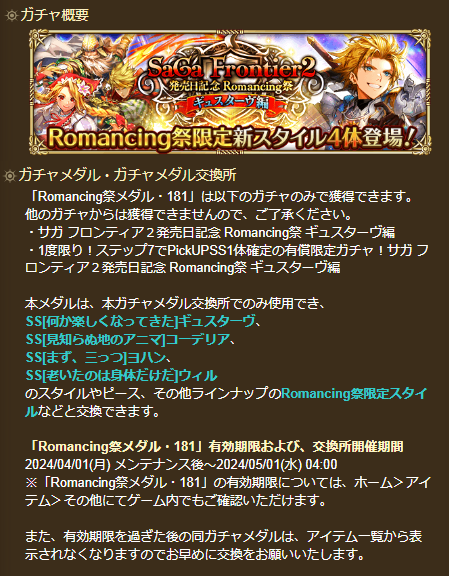 ガチャ概要
SaGa Frontier2
発売日記念 Romancing祭
ギュスターヴ編
Romancing祭限定新スタイル4体登場!
ガチャメダル・ガチャメダル交換所
「Romancing祭メダル・181」は以下のガチャのみで獲得できます。
他のガチャからは獲得できませんので、ご了承ください。
・サガ フロンティア２発売日記念 Romancing祭 ギュスターヴ編
・1度限り！ステップ7でPickUPSS1体確定の有償限定ガチャ！サガ フ
ロンティア２発売日記念 Romancing祭 ギュスターヴ編
本メダルは、本ガチャメダル交換所でのみ使用でき、
SS[何か楽しくなってきた]ギュスターヴ、
SS[見知らぬ地のアニマ]コーデリア、
SS[まず、三っつ]ヨハン、
SS[老いたのは身体だけだ]ウィル
のスタイルやピース、その他ラインナップのRomancing祭限定スタイ
ルなどと交換できます。
「Romancing祭メダル・181」有効期限および、交換所開催期間
2024/04/01(月) メンテナンス後～2024/05/01(水) 04:00
※「Romancing祭メダル・181」の有効期限については、ホーム＞アイ
テム＞その他にてゲーム内でもご確認いただけます。
また、有効期限を過ぎた後の同ガチャメダルは、アイテム一覧から表
示されなくなりますのでお早めに交換をお願いいたします。